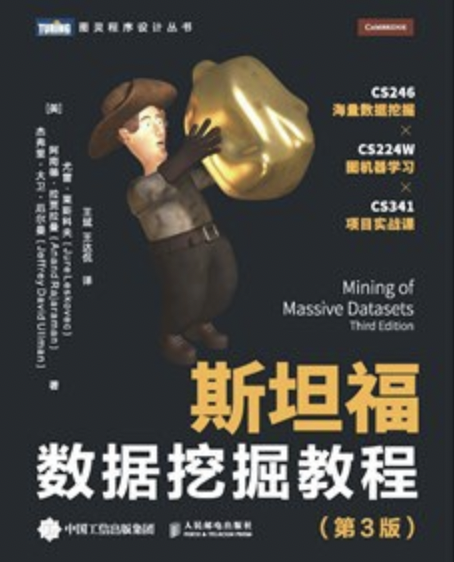 TURING 图灵程序设计丛书
CAMBRIDGE
CS246
海量数据挖掘
×
CS224W
图机器学习
×
CS341
项目实战课
[美]
尤雷·莱斯科夫(Jure Leskovec)
阿南德·拉贾拉曼(Anand Rajaraman)
杰弗里·大卫·厄尔曼(Jeffrey David Ullman)
著
王斌 王达侃 译
Mining of
Massive Datasets
Third Edition
斯坦福
数据挖掘教程
(第3版)
中国工信出版集团
人民邮电出版社
POSTS & TELECOM PRESS